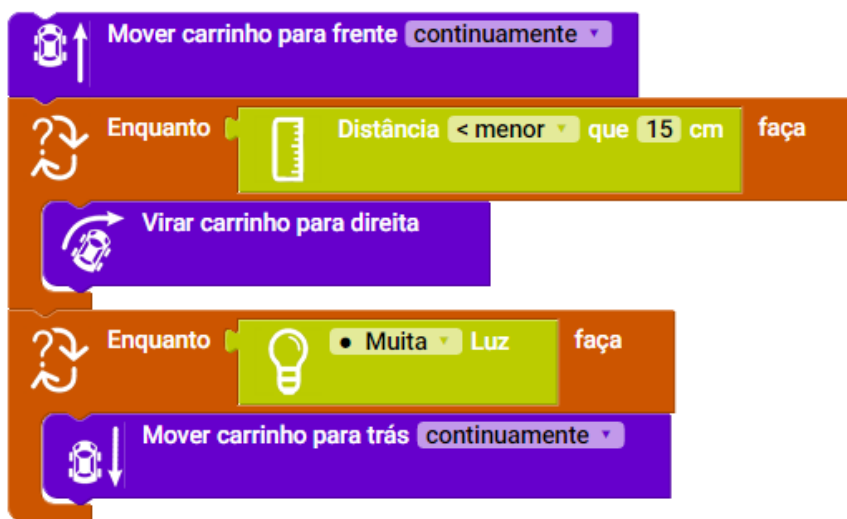 Mover carrinho para frente continuamente
Enquanto Distância < menor que 15 cm faça
Virar carrinho para direita
Enquanto • Muita Luz faça
Mover carrinho para trás continuamente